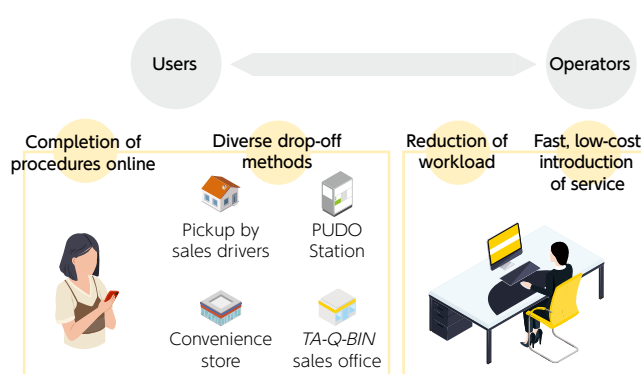 Users
Operators
Completion of
procedures online
Diverse drop-off
methods
Reduction of
workload
Fast, low-cost
introduction
of service
Pickup by
sales drivers
PUDO
Station
Convenience
store
TA-Q-BIN
sales office